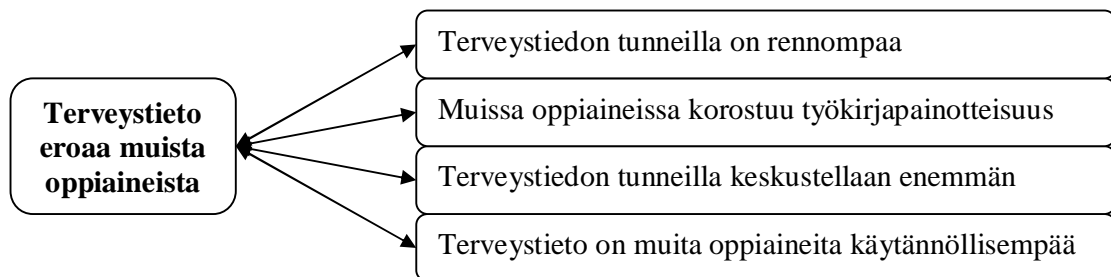 Terveystieto
eroaa muista
oppiaineista
Terveystiedon tunneilla on rennompaa
Muissa oppiaineissa korostuu työkirjapainotteisuus
Terveystiedon tunneilla keskustellaan enemmän
Terveystieto on muita oppiaineita käytännöllisempää